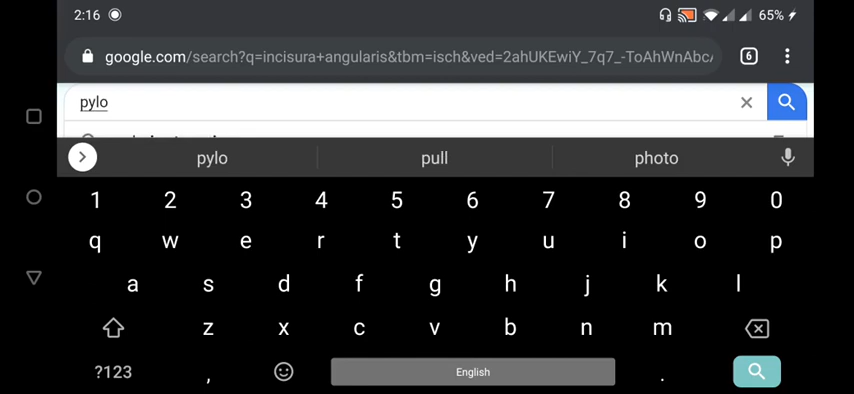 2:16 65%
google.com/search?q=incisura+angularis&tbm=isch&ved=2ahUKEwiY_7q7_-ToAhWnAbcA 6
pylo
pylo pull photo
1 2 3 4 5 6 7 8 9 0
q w e r t y u i o p
a s d f g h j k l
z x c v b n m
?123 , English .